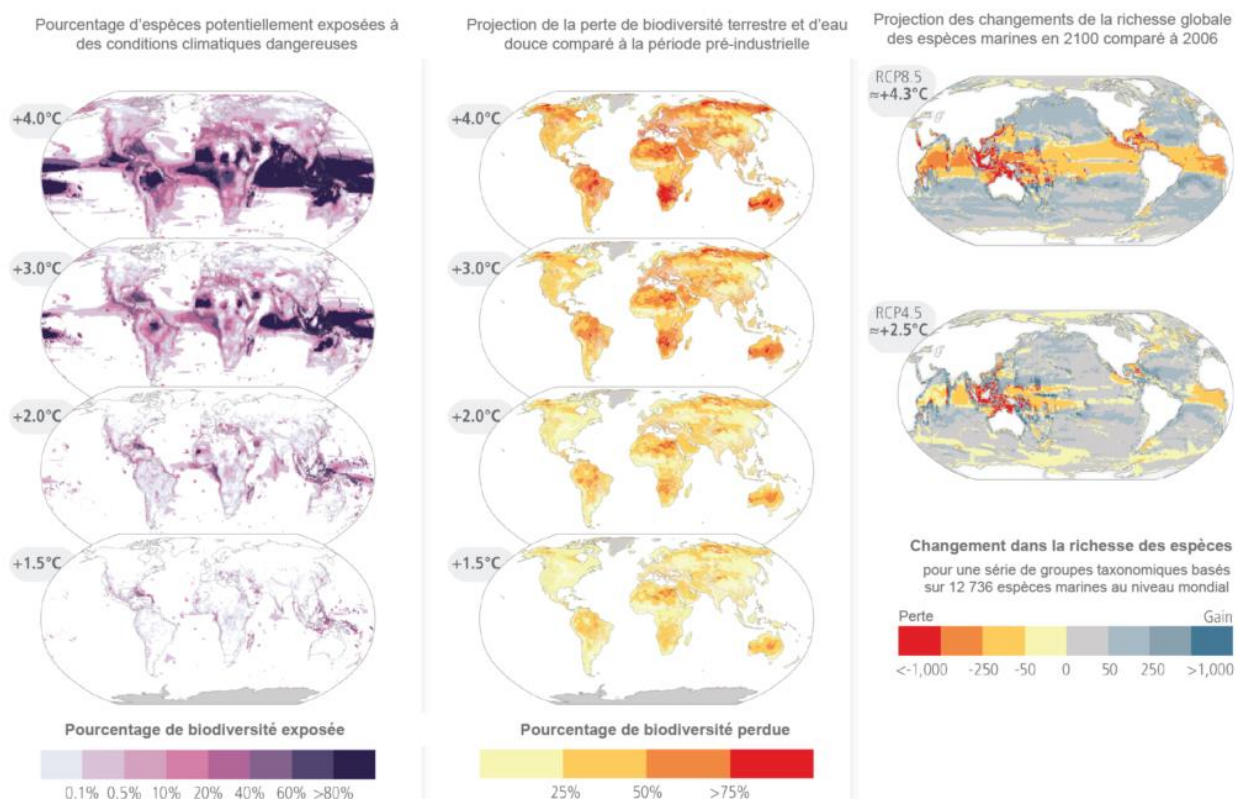 Pourcentage d'espèces potentiellement exposées à
des conditions climatiques dangereuses
+4.0°C
+3.0°C
+2.0°C
+1.5°C
Pourcentage de biodiversité exposée
0.1% 0.5% 10% 20% 40% 60% >80%
Projection de la perte de biodiversité terrestre et d'eau
douce comparé à la période pré-industrielle
+4.0°C
+3.0°C
+2.0°C
+1.5°C
Pourcentage de biodiversité perdue
25% 50% >75%
Projection des changements de la richesse globale
des espèces marines en 2100 comparé à 2006
RCP8.5
≈+4.3°C
RCP4.5
≈+2.5°C
Changement dans la richesse des espèces
pour une série de groupes taxonomiques basés
sur 12 736 espèces marines au niveau mondial
Perte Gain
<-1,000 -250 -50 0 50 250 >1,000